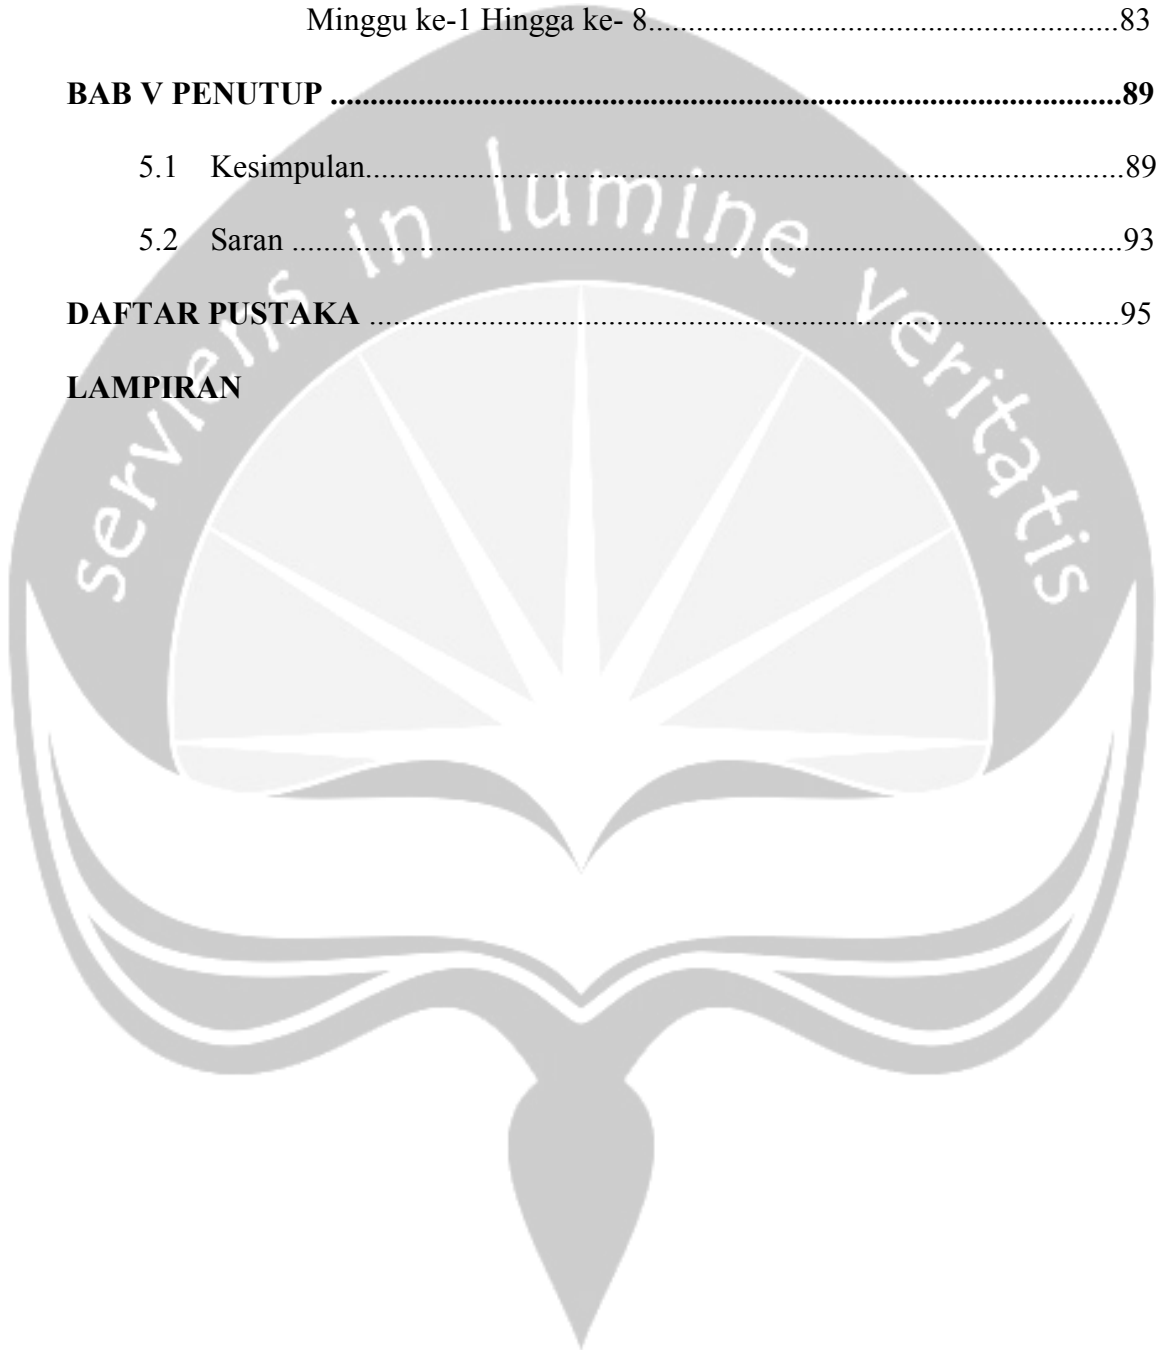 Minggu ke-1 Hingga ke- 8............................................................83
BAB V PENUTUP ....................................................................................................89
5.1 Kesimpulan.................................................................................................89
5.2 Saran ..........................................................................................................93
DAFTAR PUSTAKA ................................................................................................95
LAMPIRAN
serviens in lumine veritatis